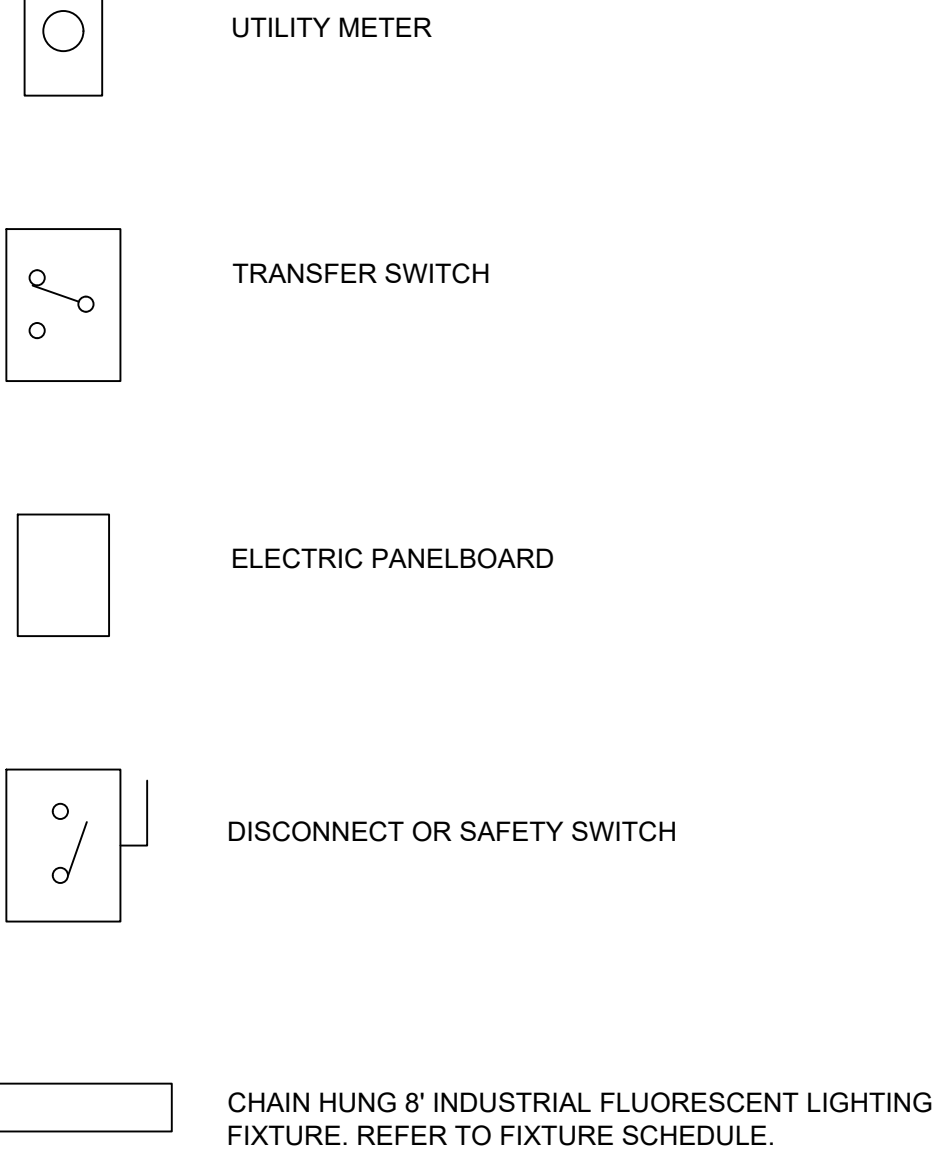 UTILITY METER
TRANSFER SWITCH
ELECTRIC PANELBOARD
DISCONNECT OR SAFETY SWITCH
CHAIN HUNG 8' INDUSTRIAL FLUORESCENT LIGHTING
FIXTURE. REFER TO FIXTURE SCHEDULE.